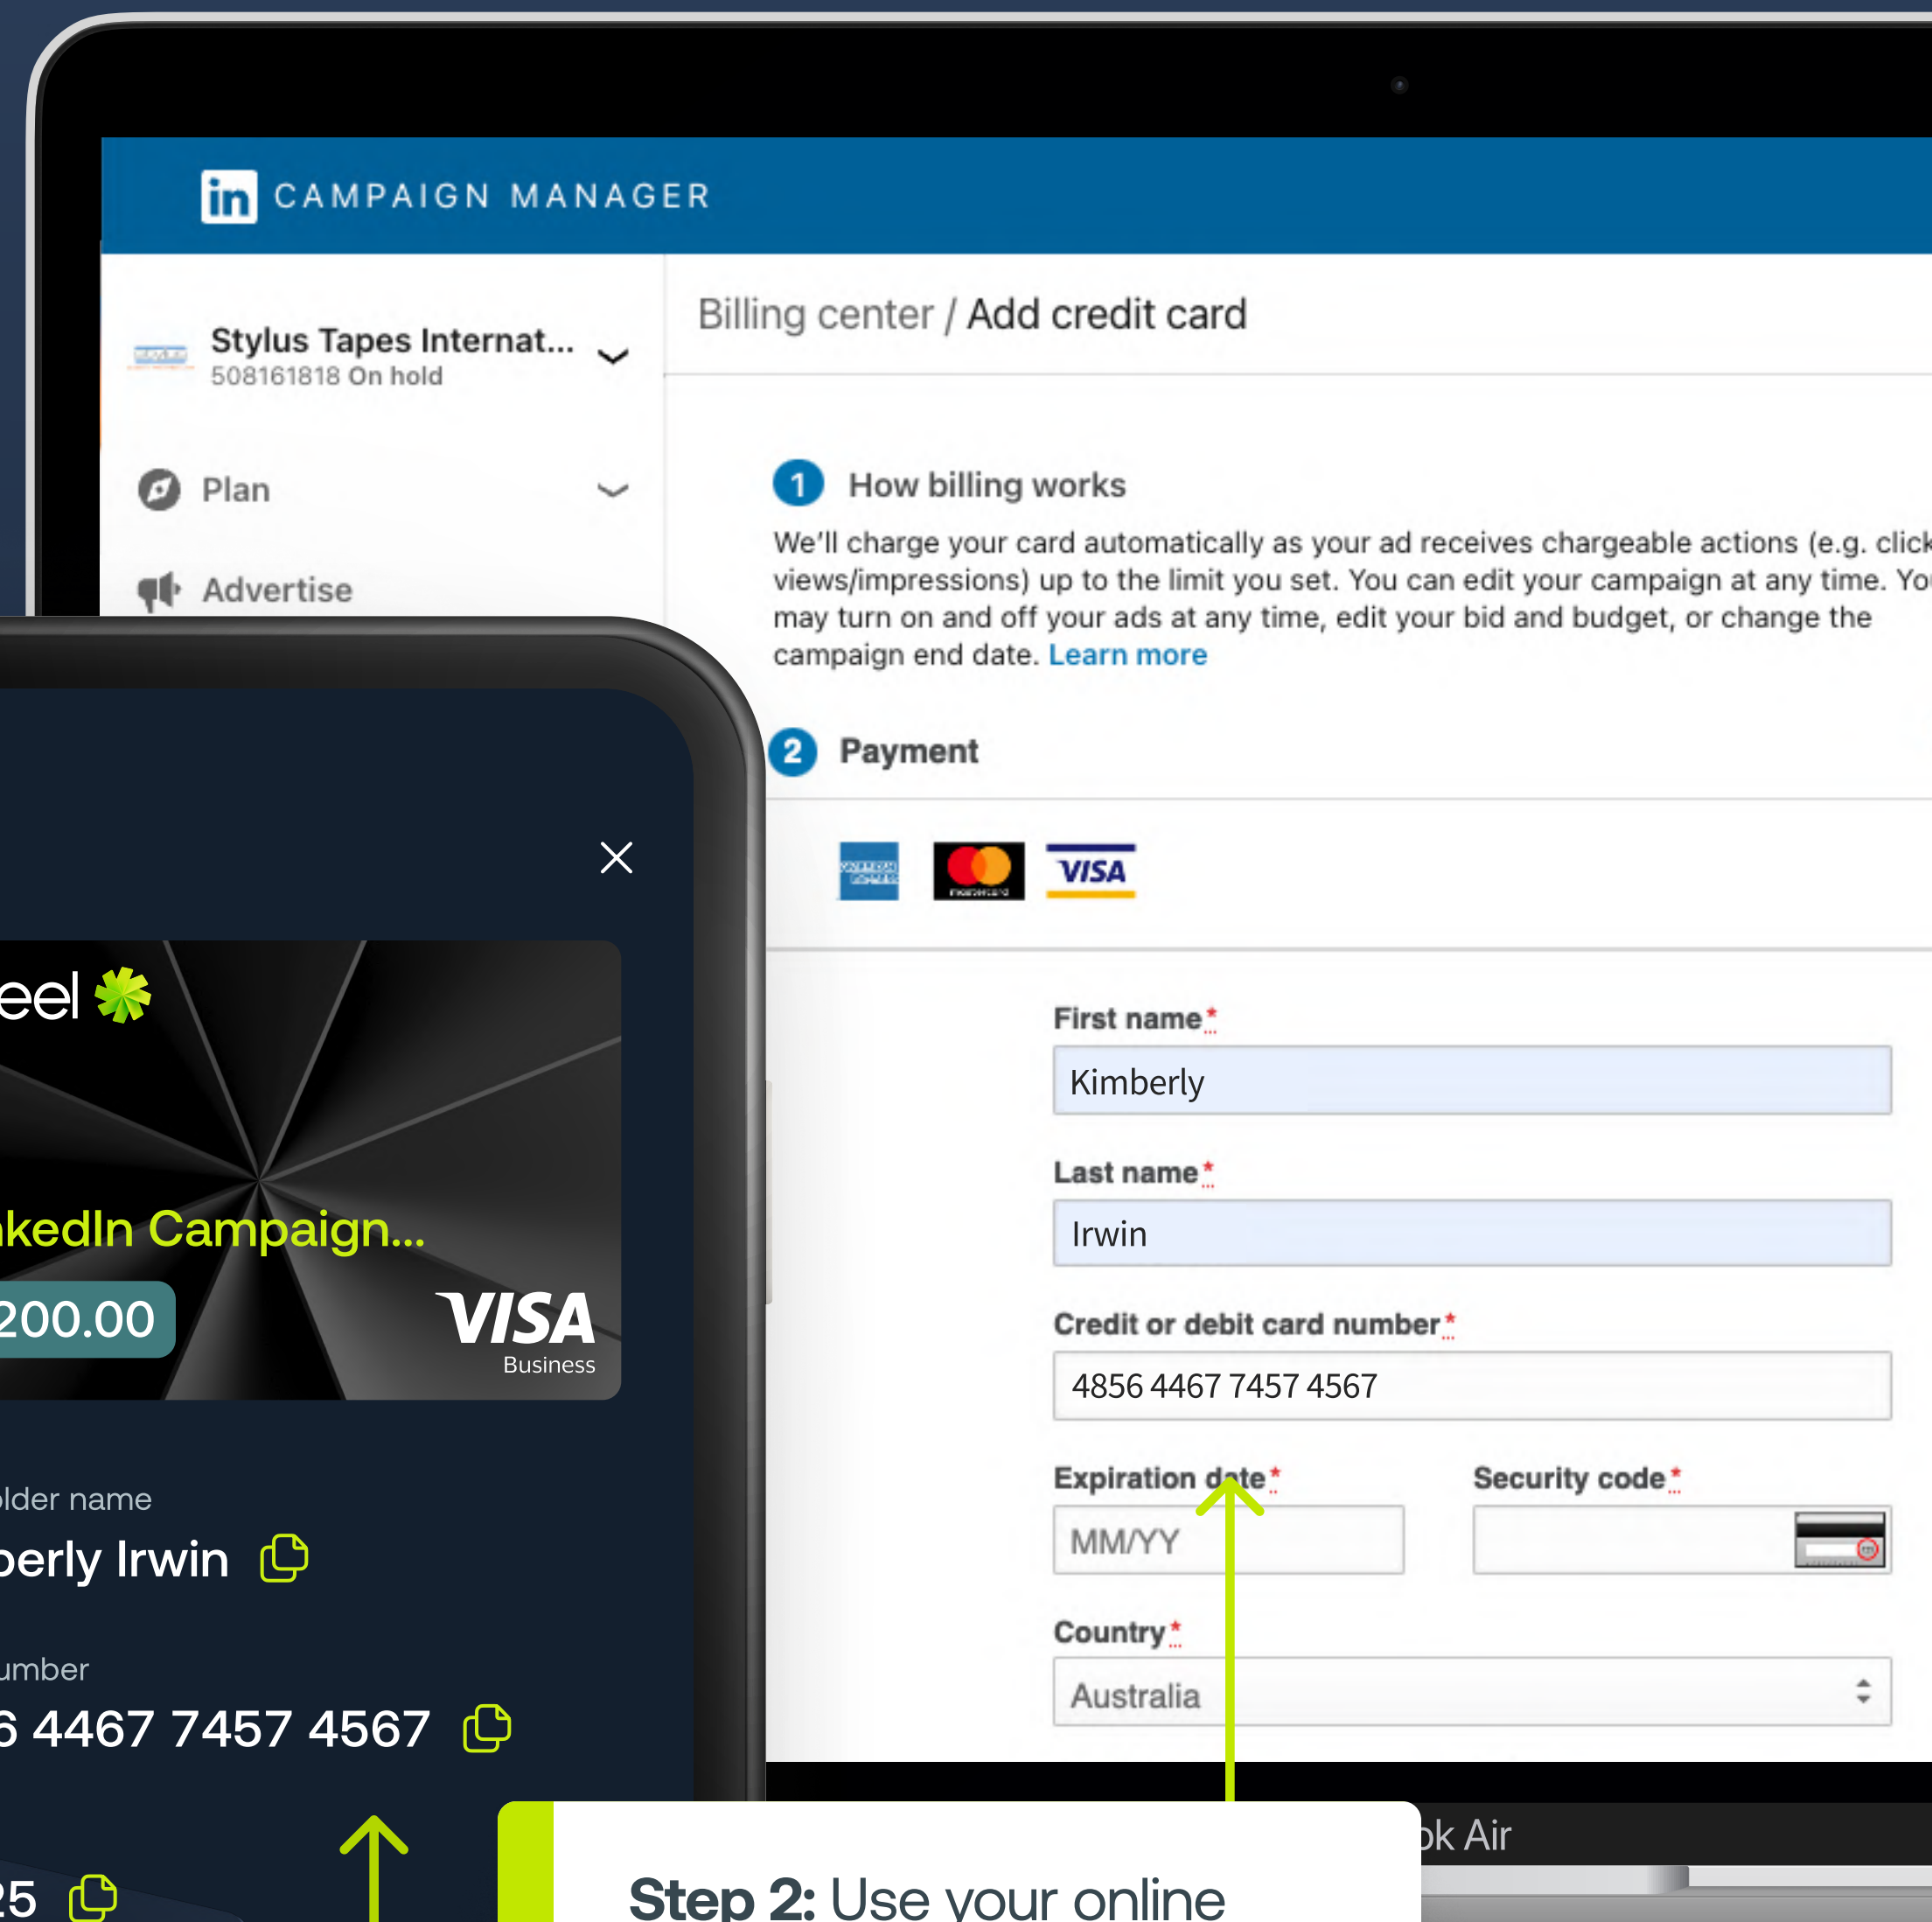 in CAMPAIGN MANAGER
Stylus Tapes Internat...
508161818 On hold
Plan
Advertise
Billing center / Add credit card
1 How billing works
We'll charge your card automatically as your ad receives chargeable actions (e.g. click
views/impressions) up to the limit you set. You can edit your campaign at any time. Yo
may turn on and off your ads at any time, edit your bid and budget, or change the
campaign end date. Learn more
2 Payment
mastercard
VISA
First name*
Kimberly
Last name*
Irwin
Credit or debit card number*
4856 4467 7457 4567
Expiration date*
Security code*
MM/YY
Country*
Australia
eel
kedIn Campaign...
200.00
VISA
Business
older name
berly Irwin
umber
6 4467 7457 4567
25
Step 2: Use your online
ok Air